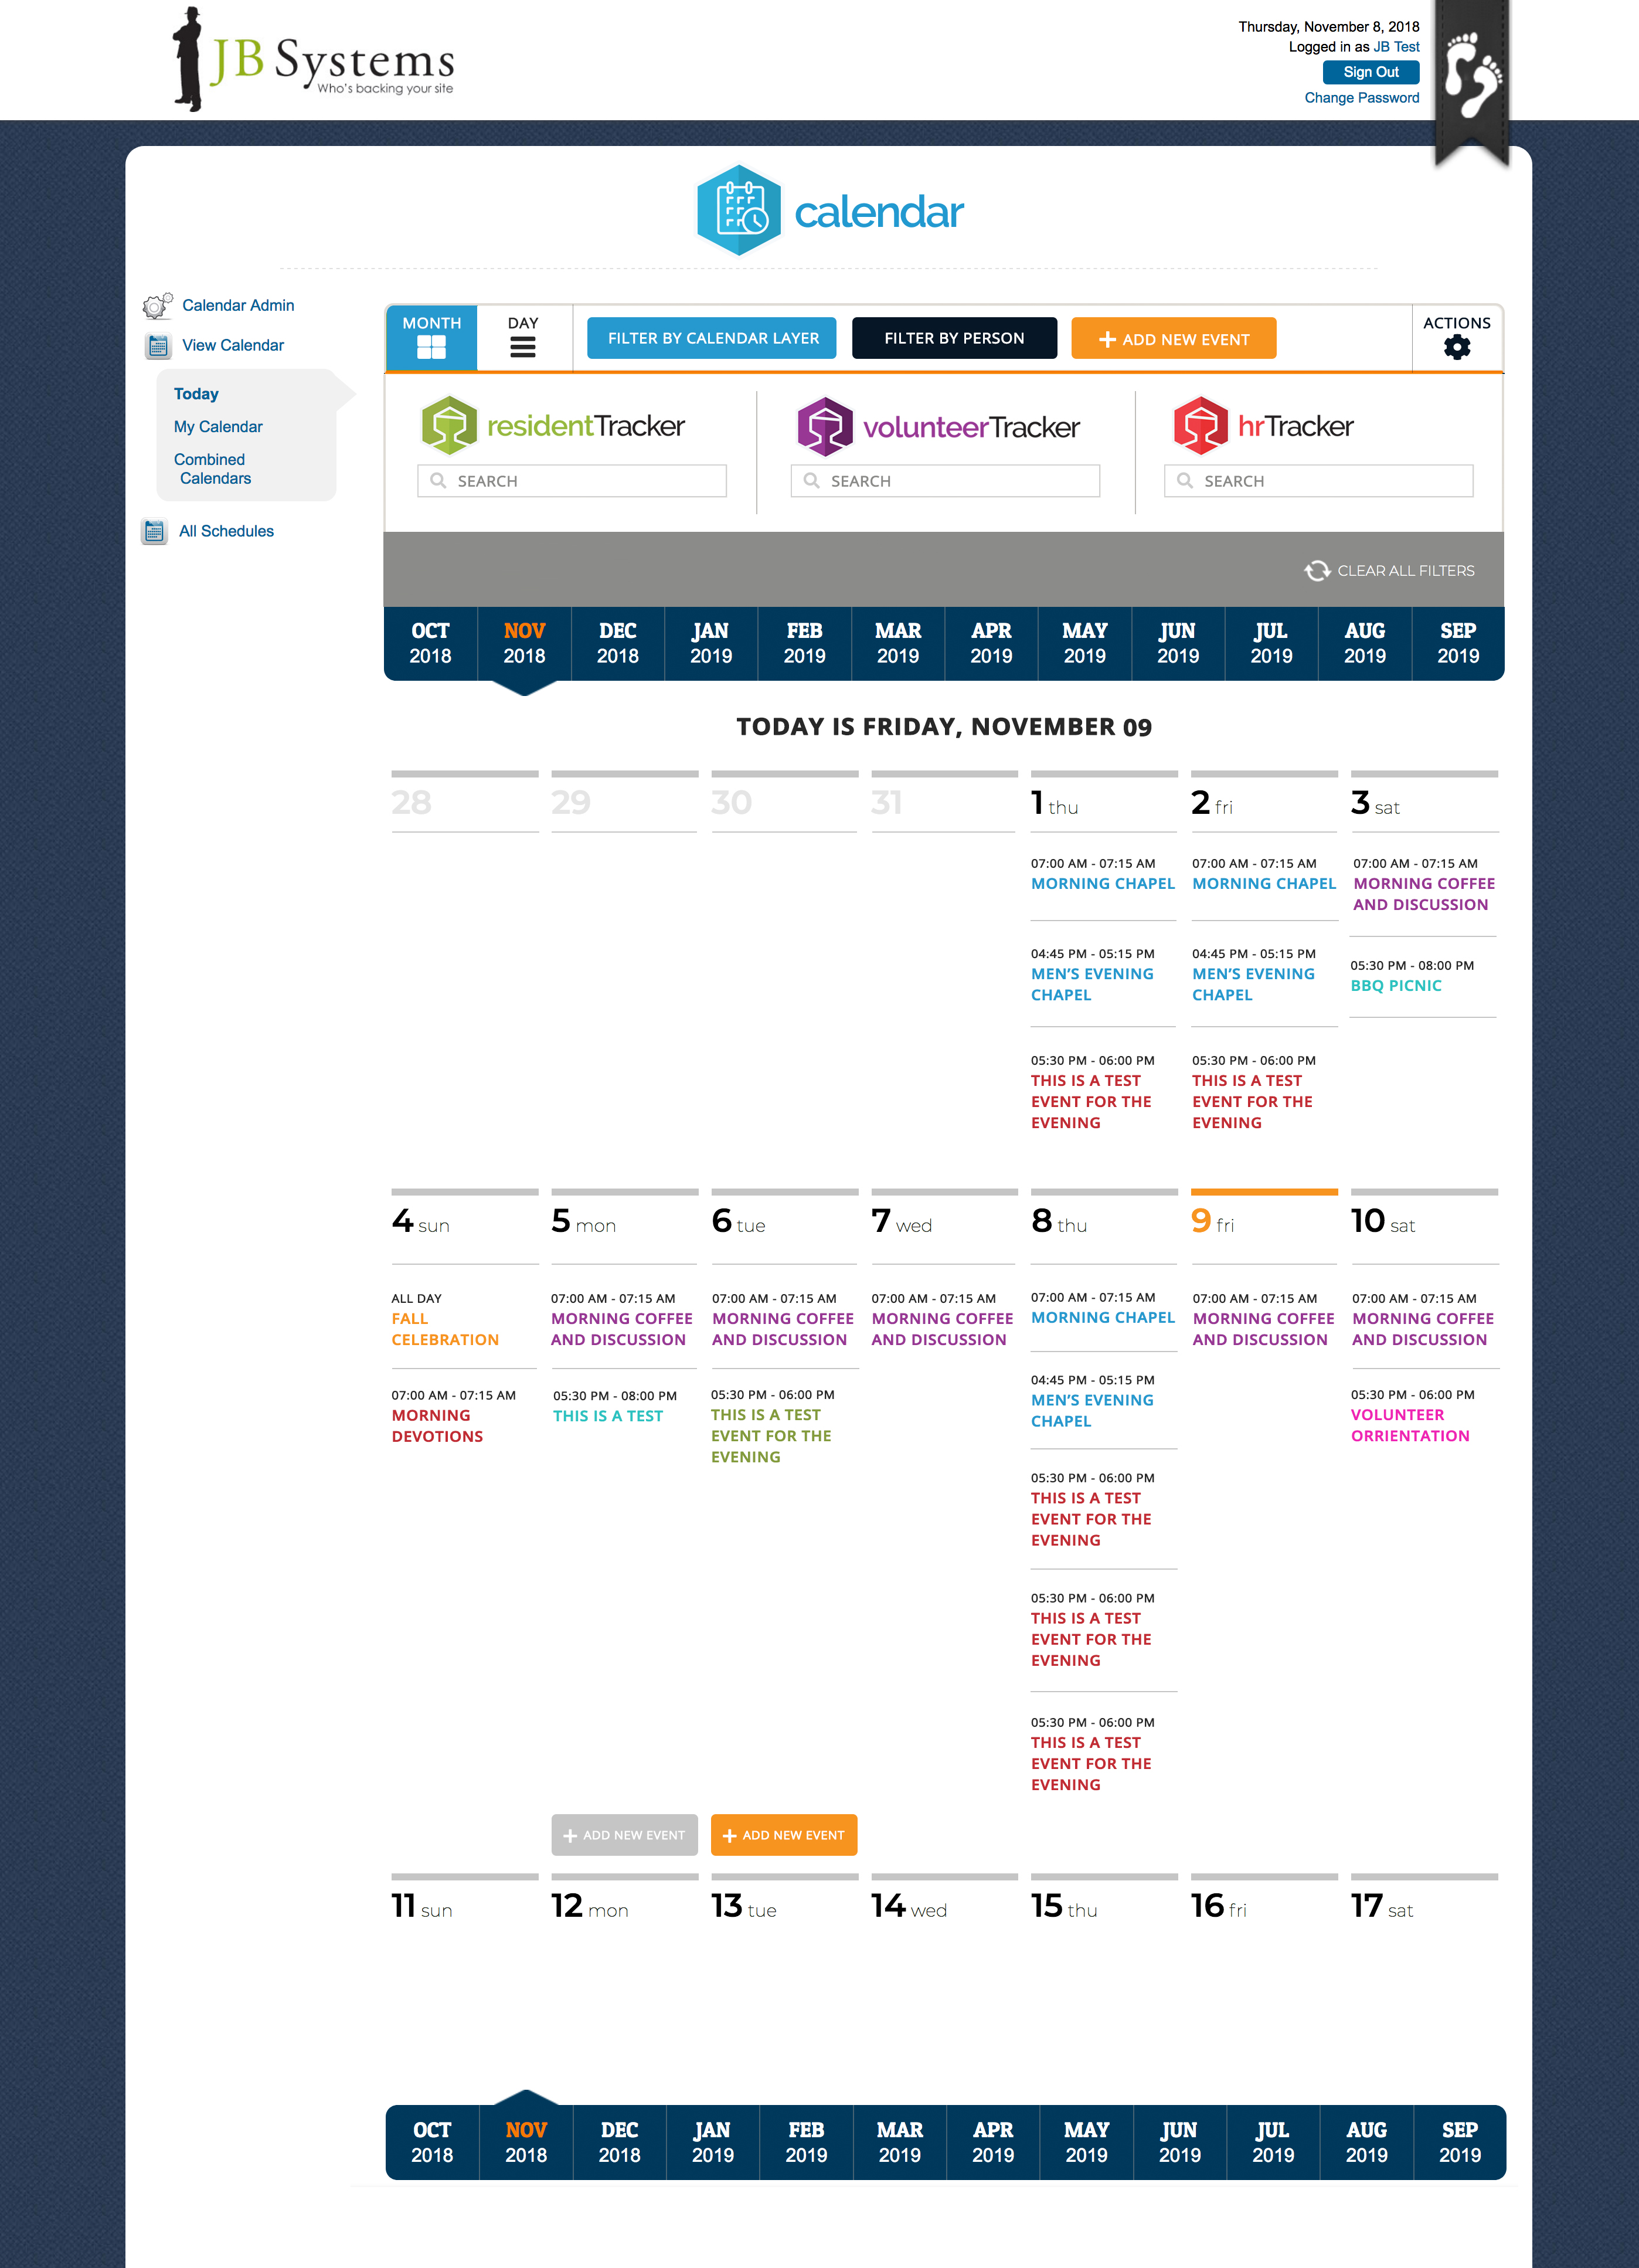 JB Systems
Who's backing your site
Thursday, November 8, 2018
Logged in as JB Test
Sign Out
Change Password
calendar
Calendar Admin
View Calendar
Today
My Calendar
Combined
Calendars
All Schedules
MONTH
DAY
FILTER BY CALENDAR LAYER
FILTER BY PERSON
ADD NEW EVENT
ACTIONS
residentTracker
volunteerTracker
hrTracker
SEARCH
SEARCH
SEARCH
CLEAR ALL FILTERS
OCT NOV DEC JAN FEB MAR APR MAY JUN JUL AUG SEP
2018 2018 2018 2019 2019 2019 2019 2019 2019 2019 2019 2019
TODAY IS FRIDAY, NOVEMBER 09
28
29
30
31
1 thu
07:00 AM - 07:15 AM
MORNING CHAPEL
04:45 PM - 05:15 PM
MEN’S EVENING
CHAPEL
05:30 PM - 06:00 PM
THIS IS A TEST
EVENT FOR THE
EVENING
2 fri
07:00 AM - 07:15 AM
MORNING CHAPEL
04:45 PM - 05:15 PM
MEN’S EVENING
CHAPEL
05:30 PM - 06:00 PM
THIS IS A TEST
EVENT FOR THE
EVENING
3 sat
07:00 AM - 07:15 AM
MORNING COFFEE
AND DISCUSSION
05:30 PM - 08:00 PM
BBQ PICNIC
4 sun
ALL DAY
FALL
CELEBRATION
07:00 AM - 07:15 AM
MORNING
DEVOTIONS
5 mon
07:00 AM - 07:15 AM
MORNING COFFEE
AND DISCUSSION
05:30 PM - 08:00 PM
THIS IS A TEST
ADD NEW EVENT
6 tue
07:00 AM - 07:15 AM
MORNING COFFEE
AND DISCUSSION
05:30 PM - 06:00 PM
THIS IS A TEST
EVENT FOR THE
EVENING
ADD NEW EVENT
7 wed
07:00 AM - 07:15 AM
MORNING COFFEE
AND DISCUSSION
8 thu
07:00 AM - 07:15 AM
MORNING CHAPEL
04:45 PM - 05:15 PM
MEN’S EVENING
CHAPEL
05:30 PM - 06:00 PM
THIS IS A TEST
EVENT FOR THE
EVENING
05:30 PM - 06:00 PM
THIS IS A TEST
EVENT FOR THE
EVENING
05:30 PM - 06:00 PM
THIS IS A TEST
EVENT FOR THE
EVENING
9 fri
07:00 AM - 07:15 AM
MORNING COFFEE
AND DISCUSSION
10 sat
07:00 AM - 07:15 AM
MORNING COFFEE
AND DISCUSSION
05:30 PM - 06:00 PM
VOLUNTEER
ORRIENTATION
11 sun
12 mon
13 tue
14 wed
15 thu
16 fri
17 sat
OCT NOV DEC JAN FEB MAR APR MAY JUN JUL AUG SEP
2018 2018 2018 2019 2019 2019 2019 2019 2019 2019 2019 2019